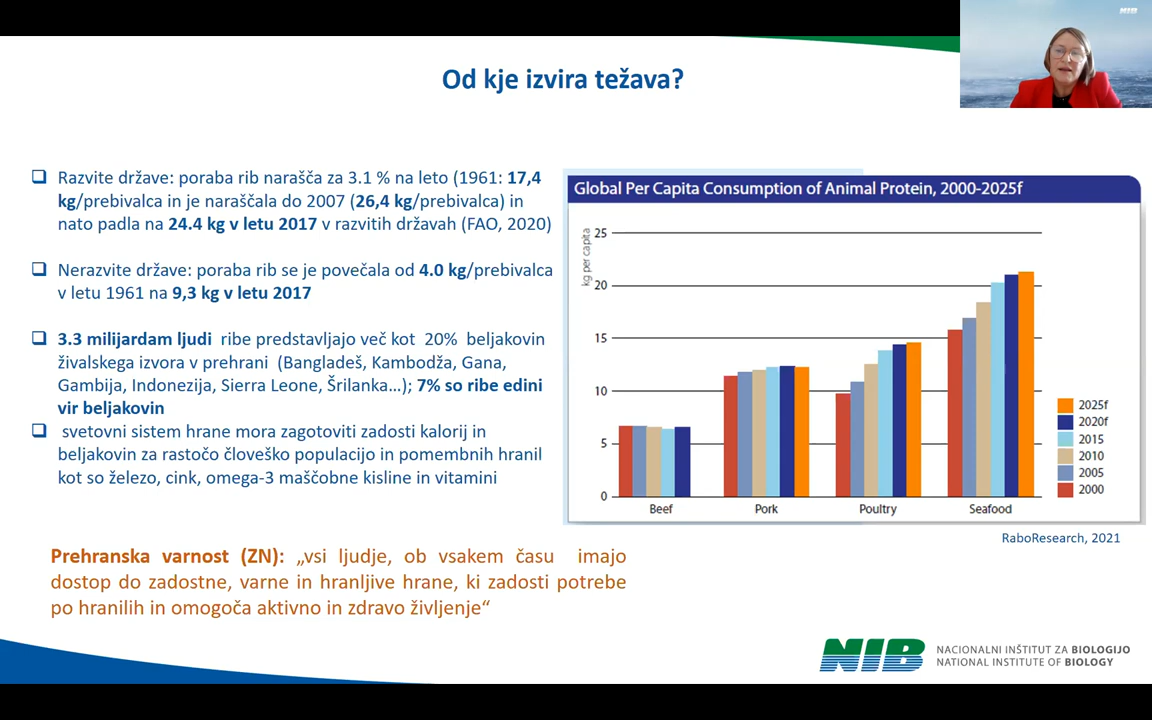 NIB
Od kje izvira težava?
Razvite države: poraba rib narašča za 3.1 % na leto (1961: 17,4
kg/prebivalca in je naraščala do 2007 (26,4 kg/prebivalca) in
nato padla na 24.4 kg v letu 2017 v razvitih državah (FAO, 2020)
Nerazvite države: poraba rib se je povečala od 4.0 kg/prebivalca
v letu 1961 na 9,3 kg v letu 2017
3.3 milijardam ljudi ribe predstavljajo več kot 20% beljakovin
živalskega izvora v prehrani (Bangladeš, Kambodža, Gana,
Gambija, Indonezija, Sierra Leone, Šrilanka...); 7% so ribe edini
vir beljakovin
svetovni sistem hrane mora zagotoviti zadosti kalorij in
beljakovin za rastočo človeško populacijo in pomembnih hranil
kot so železo, cink, omega-3 maščobne kisline in vitamini
Global Per Capita Consumption of Animal Protein, 2000-2025f
kg per capita
25
20
15
10
5
0
Beef Pork Poultry Seafood
2025f
2020f
2015
2010
2005
2000
RaboResearch, 2021
Prehranska varnost (ZN): „vsi ljudje, ob vsakem času imajo
dostop do zadostne, varne in hranljive hrane, ki zadosti potrebe
po hranilih in omogoča aktivno in zdravo življenje“
NIB
NACIONALNI INŠTITUT ZA BIOLOGIJO
NATIONAL INSTITUTE OF BIOLOGY